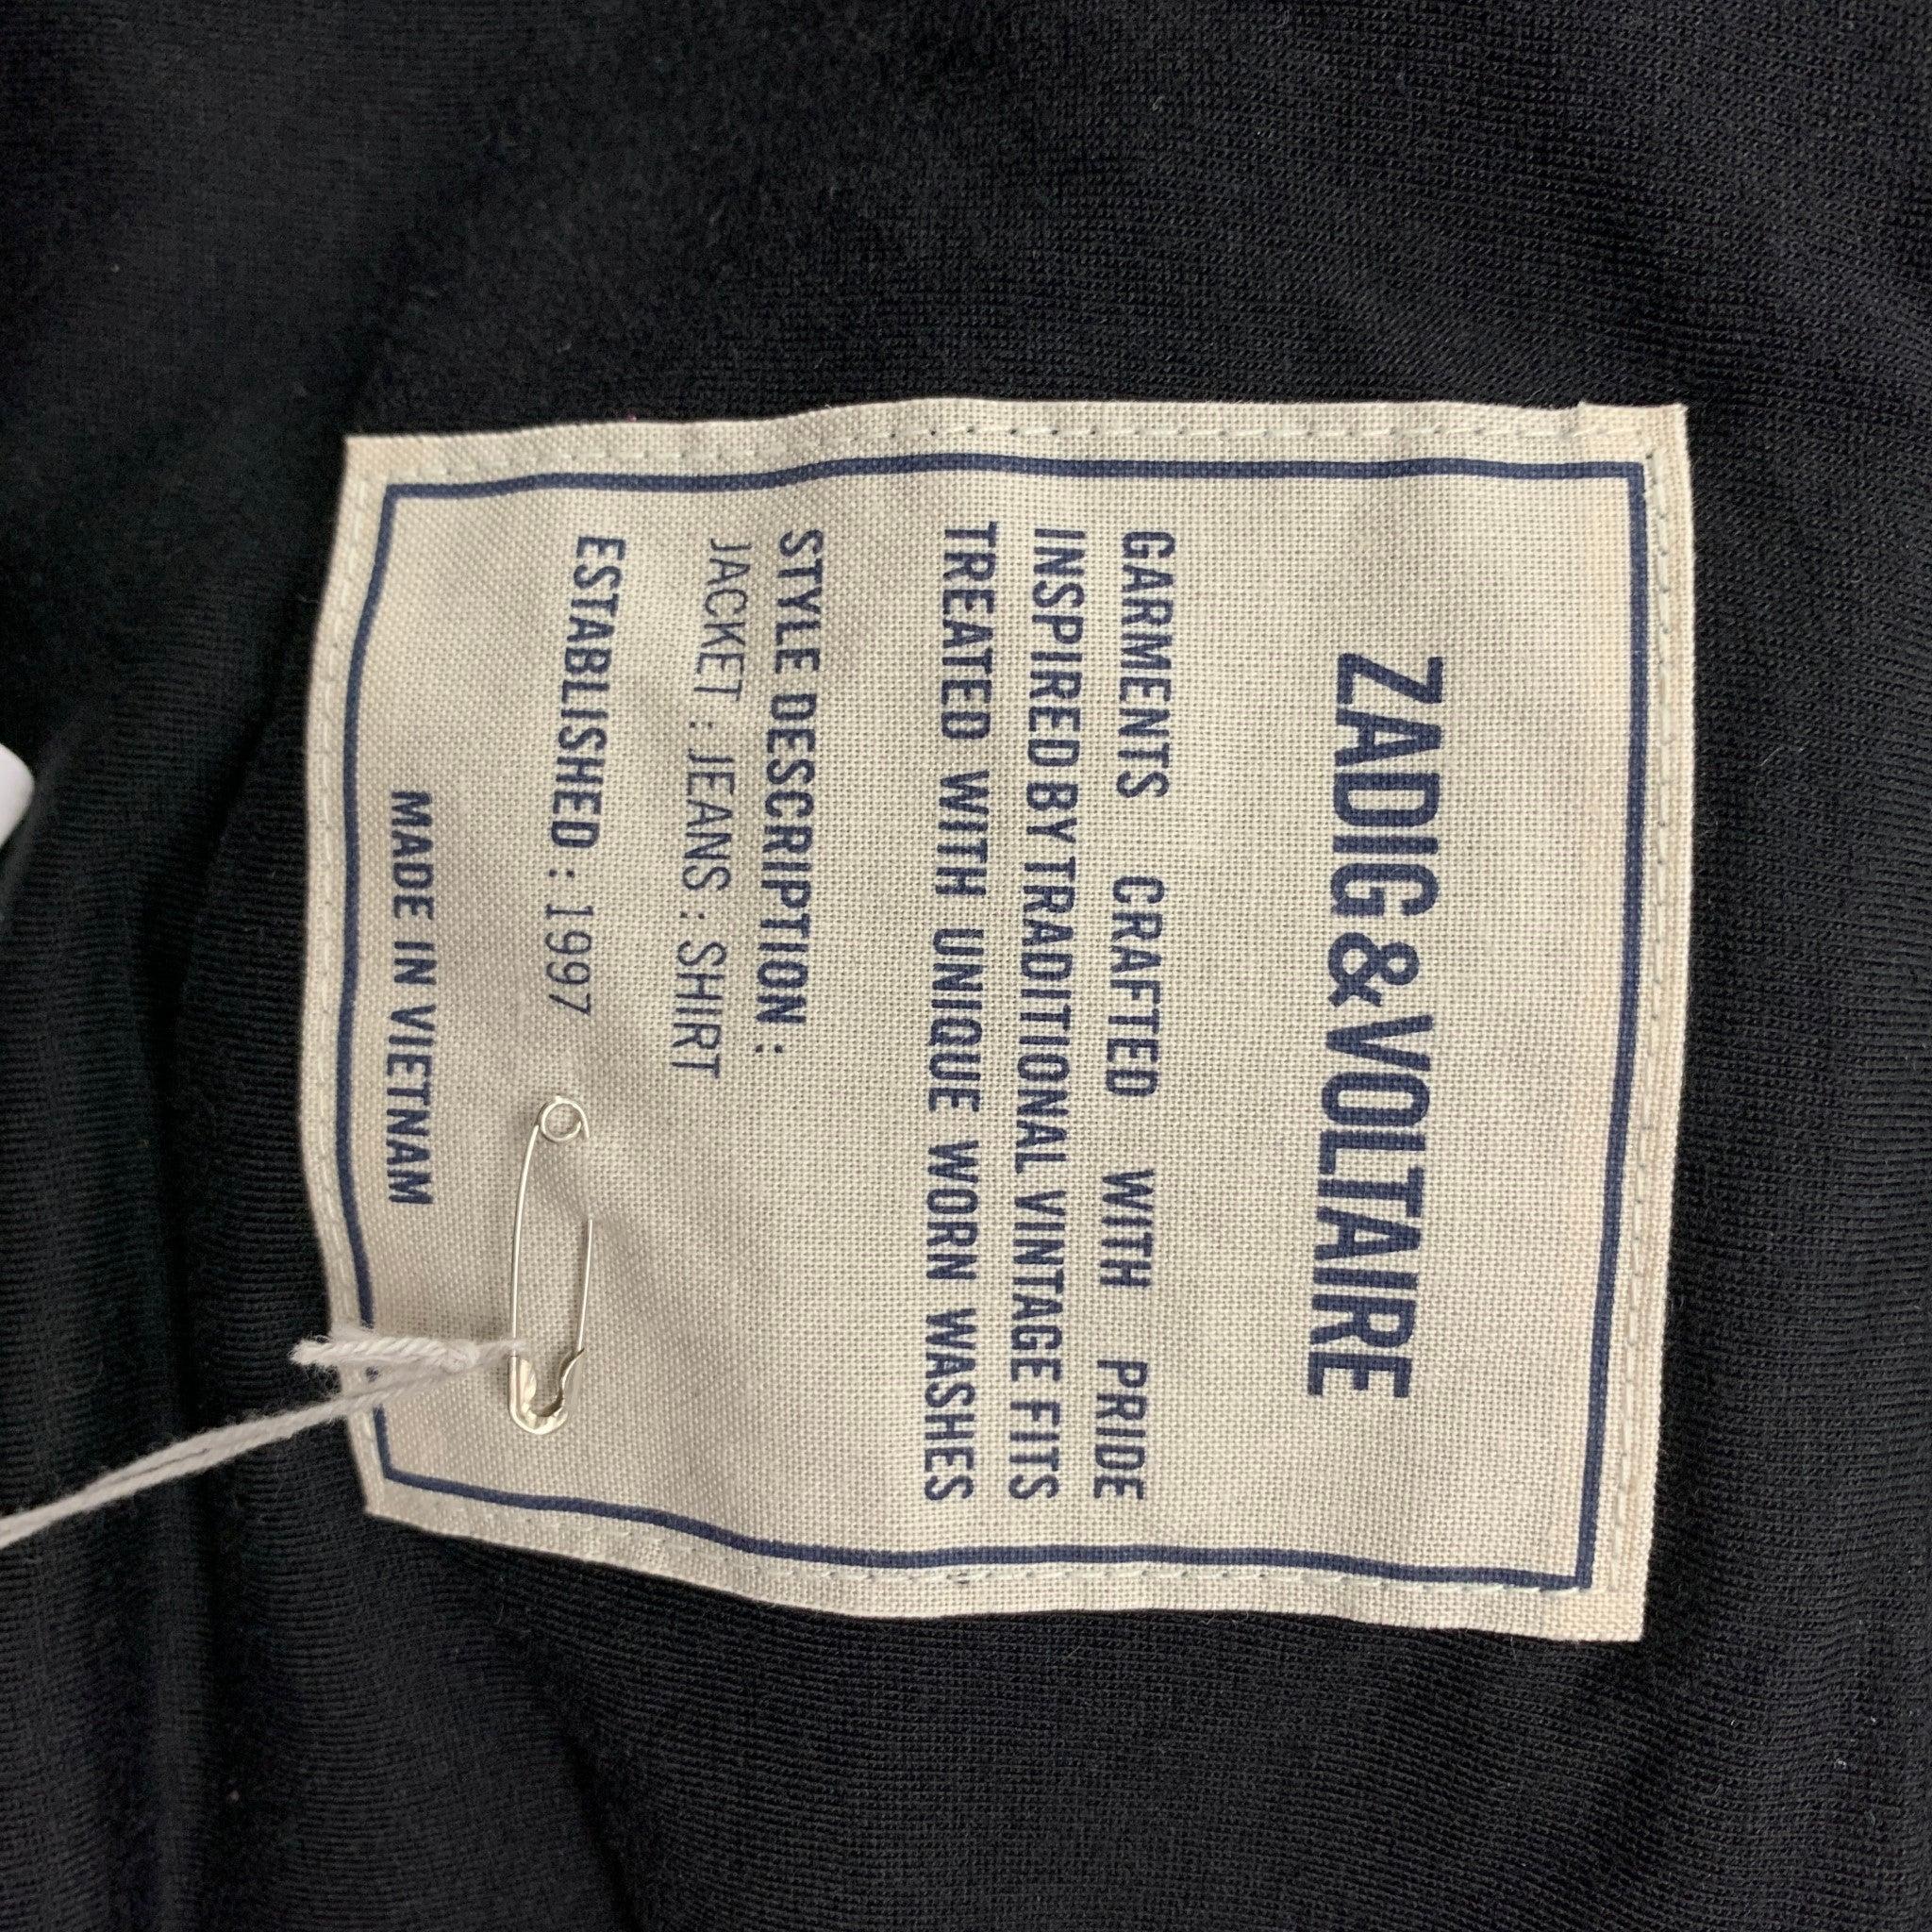 ZADIG & VOLTAIRE
GARMENTS CRAFTED WITH PRIDE
INSPIRED BY TRADITIONAL VINTAGE FITS
TREATED WITH UNIQUE WORN WASHES
STYLE DESCRIPTION :
JACKET : JEANS : SHIRT
ESTABLISHED : 1997
MADE IN VIETNAM